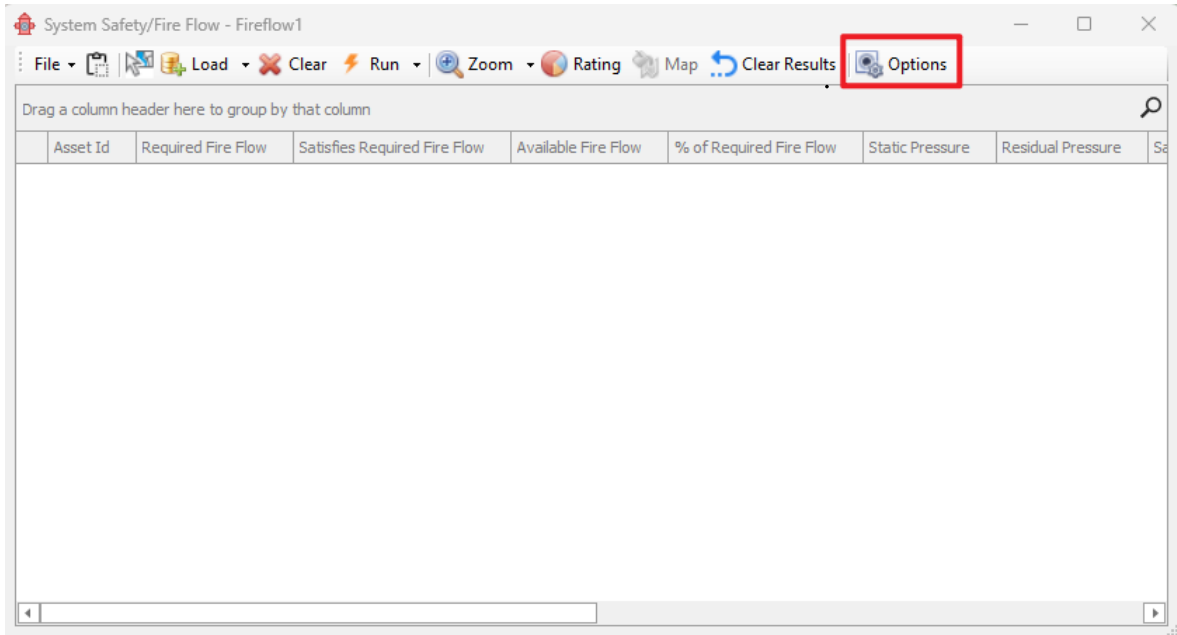 System Safety/Fire Flow - Fireflow1
File Load Clear Run Zoom Rating Map Clear Results Options
Drag a column header here to group by that column
Asset Id Required Fire Flow Satisfies Required Fire Flow Available Fire Flow % of Required Fire Flow Static Pressure Residual Pressure Sa